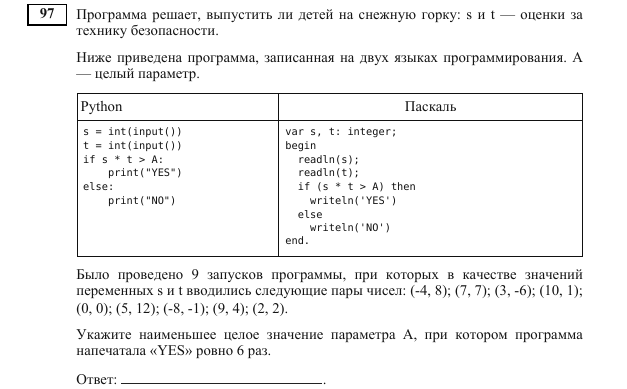 97
Программа решает, выпустить ли детей на снежную горку: s и t — оценки за
технику безопасности.
Ниже приведена программа, записанная на двух языках программирования. А
— целый параметр.
Python
s = int(input())
t = int(input())
if s * t > A:
    print("YES")
else:
    print("NO")
Паскаль
var s, t: integer;
begin
  readln(s);
  readln(t);
  if (s * t > A) then
    writeln('YES')
  else
    writeln('NO')
end.
Было проведено 9 запусков программы, при которых в качестве значений
переменных s и t вводились следующие пары чисел: (-4, 8); (7, 7); (3, -6); (10, 1);
(0, 0); (5, 12); (-8, -1); (9, 4); (2, 2).
Укажите наименьшее целое значение параметра А, при котором программа
напечатала «YES» ровно 6 раз.
Ответ: ______________________.